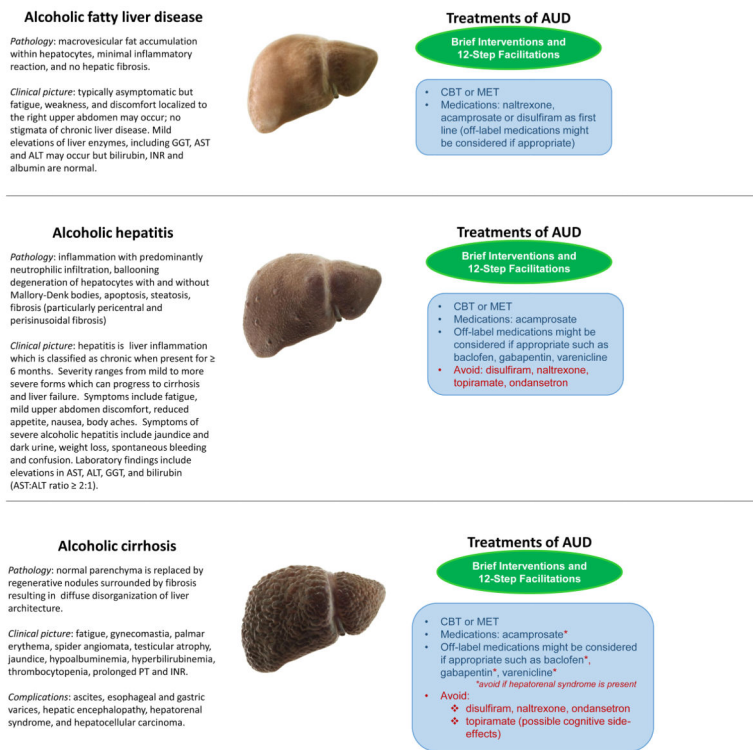 Alcoholic fatty liver disease
Pathology: macrovesicular fat accumulation
within hepatocytes, minimal inflammatory
reaction, and no hepatic fibrosis.
Clinical picture: typically asymptomatic but
fatigue, weakness, and discomfort localized to
the right upper abdomen may occur; no
stigmata of chronic liver disease. Mild
elevations of liver enzymes, including GGT, AST
and ALT may occur but bilirubin, INR and
albumin are normal.
Treatments of AUD
Brief Interventions and
12-Step Facilitations
• CBT or MET
• Medications: naltrexone,
acamprosate or disulfiram as first
line (off-label medications might
be considered if appropriate)
Alcoholic hepatitis
Pathology: inflammation with predominantly
neutrophilic infiltration, ballooning
degeneration of hepatocytes with and without
Mallory-Denk bodies, apoptosis, steatosis,
fibrosis (particularly pericentral and
perisinusoidal fibrosis)
Clinical picture: hepatitis is liver inflammation
which is classified as chronic when present for ≥
6 months. Severity ranges from mild to more
severe forms which can progress to cirrhosis
and liver failure. Symptoms include fatigue,
mild upper abdomen discomfort, reduced
appetite, nausea, body aches. Symptoms of
severe alcoholic hepatitis include jaundice and
dark urine, weight loss, spontaneous bleeding
and confusion. Laboratory findings include
elevations in AST, ALT, GGT, and bilirubin
(AST:ALT ratio ≥ 2:1).
Treatments of AUD
Brief Interventions and
12-Step Facilitations
• CBT or MET
• Medications: acamprosate
• Off-label medications might be
considered if appropriate such as
baclofen, gabapentin, varenicline
• Avoid: disulfiram, naltrexone,
topiramate, ondansetron
Alcoholic cirrhosis
Pathology: normal parenchyma is replaced by
regenerative nodules surrounded by fibrosis
resulting in diffuse disorganization of liver
architecture.
Clinical picture: fatigue, gynecomastia, palmar
erythema, spider angiomata, testicular atrophy,
jaundice, hypoalbuminemia, hyperbilirubinemia,
thrombocytopenia, prolonged PT and INR.
Complications: ascites, esophageal and gastric
varices, hepatic encephalopathy, hepatorenal
syndrome, and hepatocellular carcinoma.
Treatments of AUD
Brief Interventions and
12-Step Facilitations
• CBT or MET
• Medications: acamprosate*
• Off-label medications might be considered
if appropriate such as baclofen*,
gabapentin*, varenicline*
*avoid if hepatorenal syndrome is present
• Avoid:
❖ disulfiram, naltrexone, ondansetron
❖ topiramate (possible cognitive side-
effects)